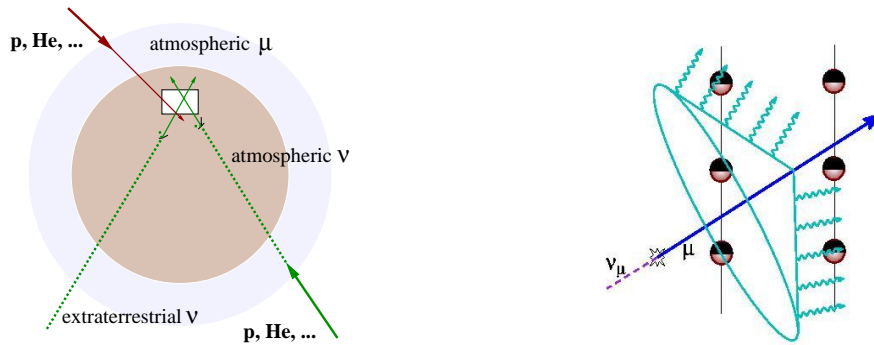 p, He, ...
atmospheric μ
atmospheric ν
extraterrestrial ν
p, He, ...
ν_μ
μ